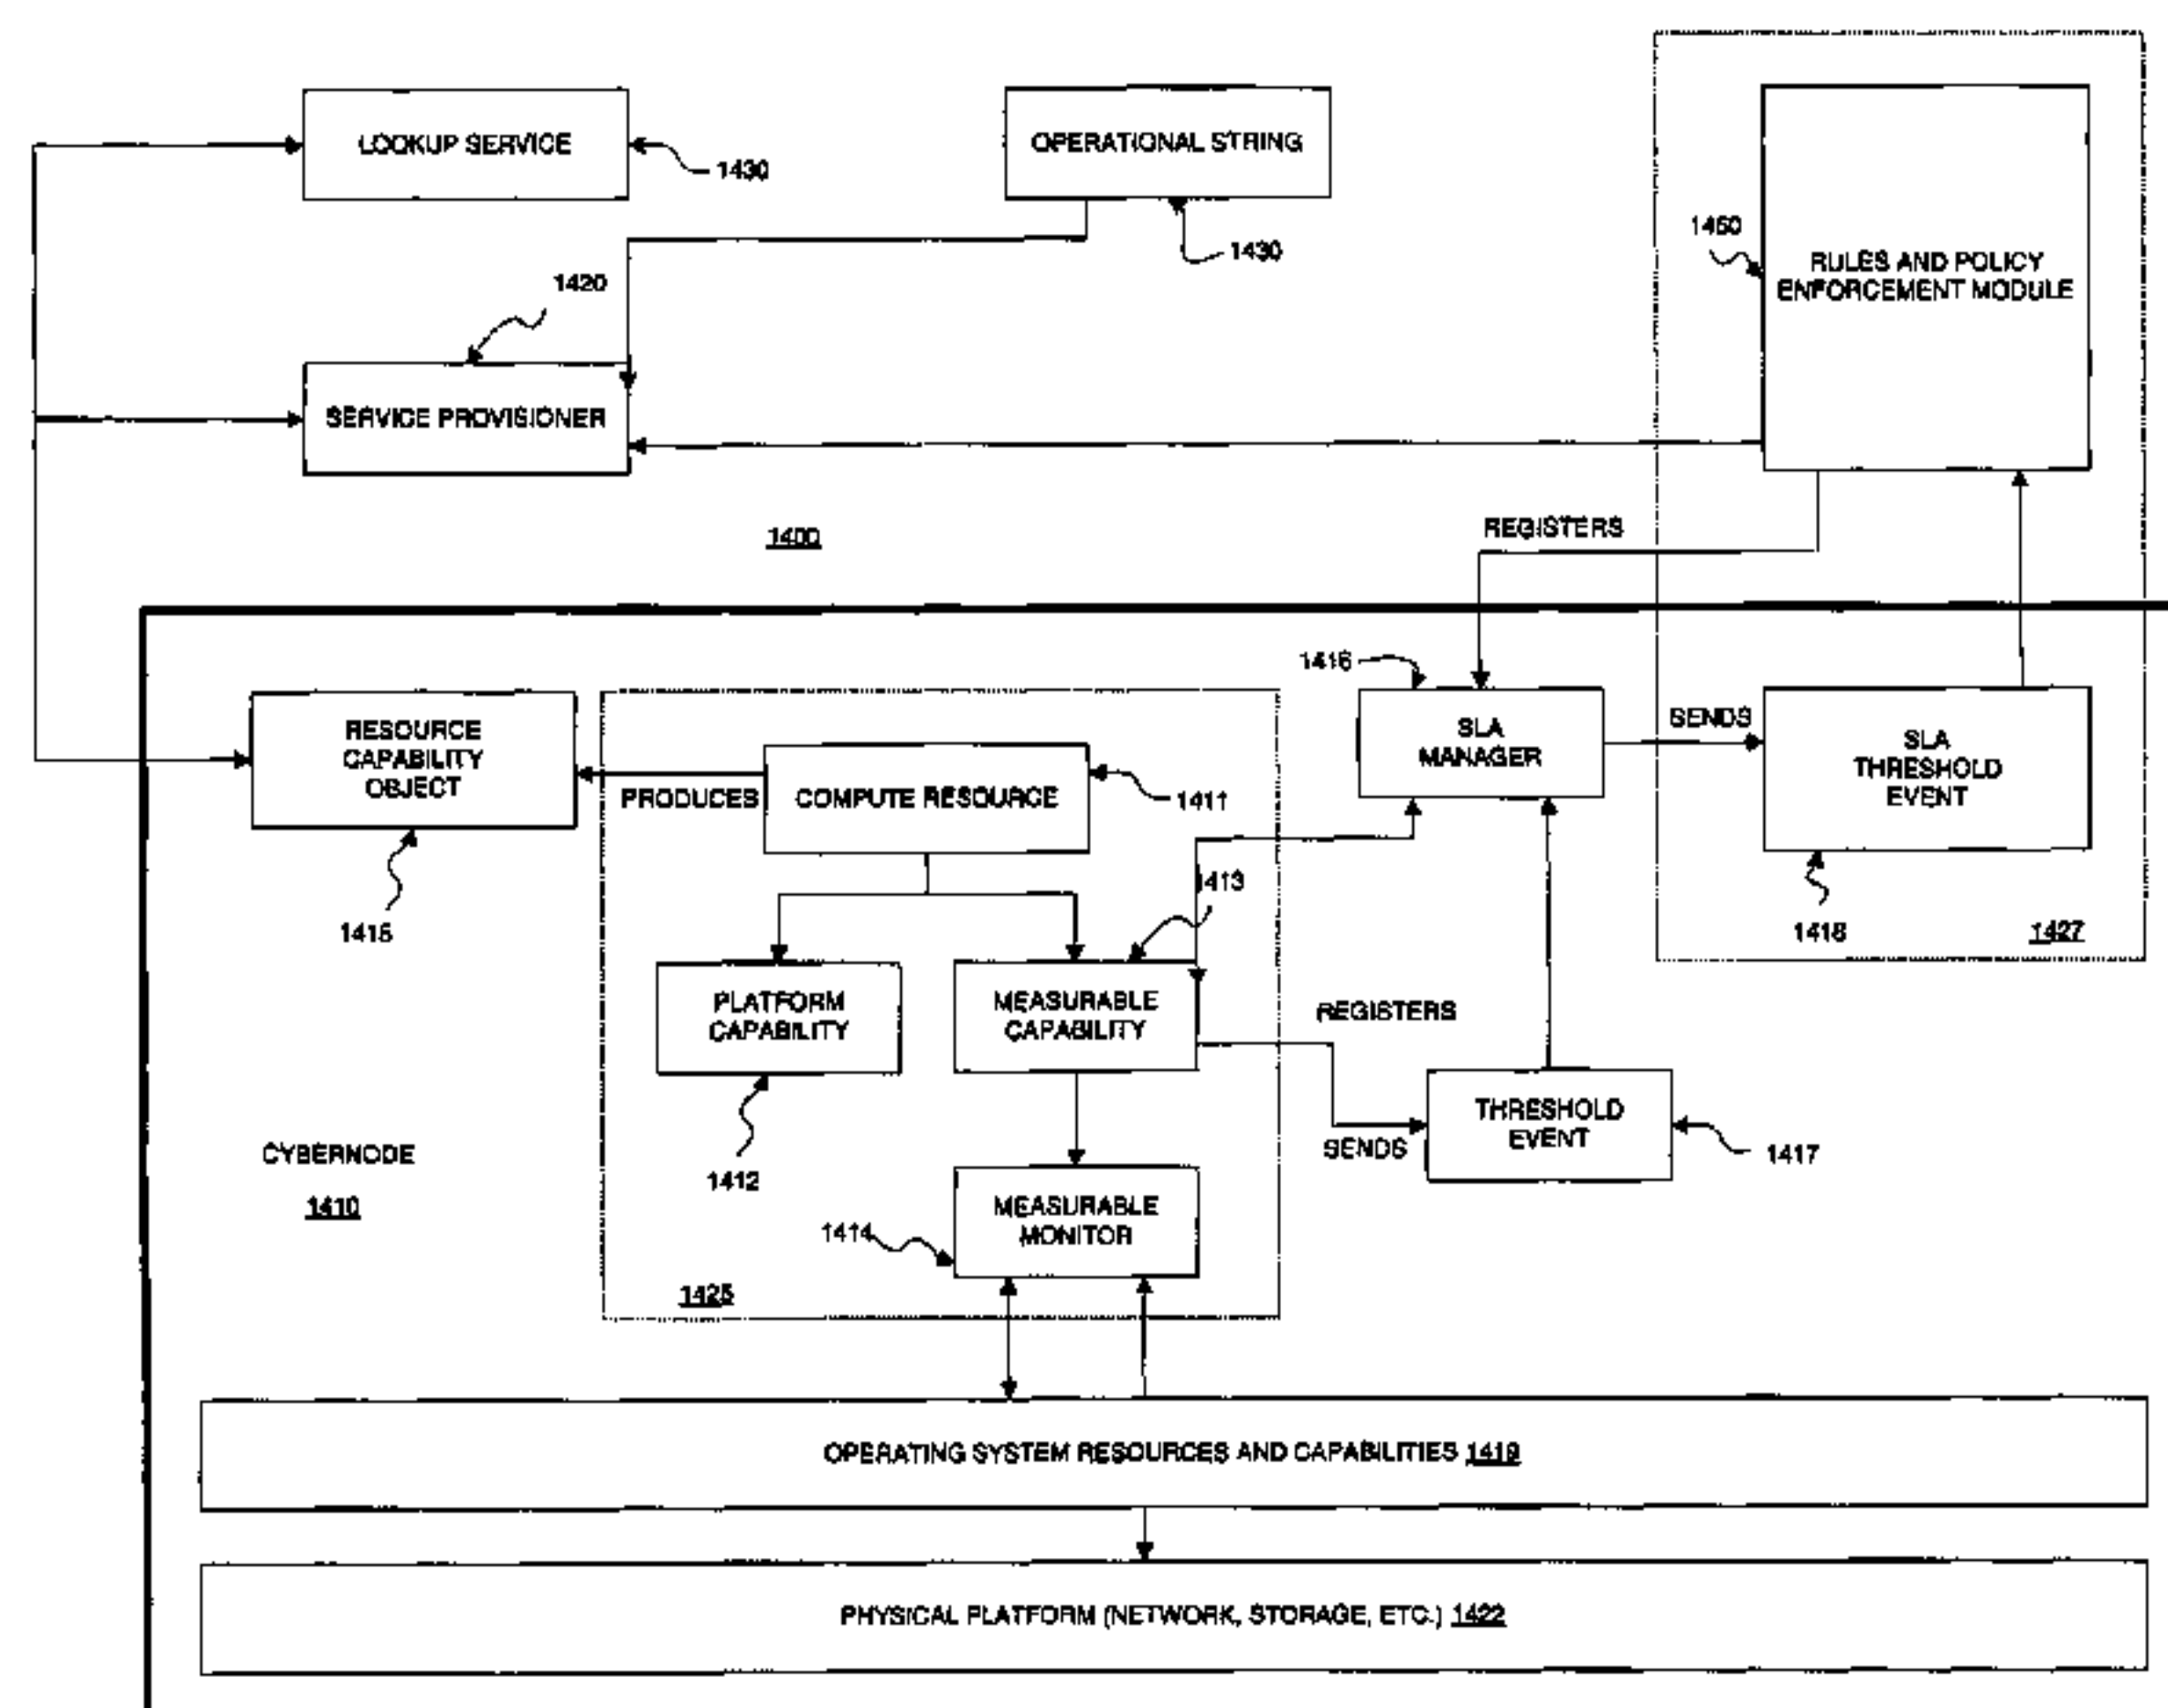 LOOKUP SERVICE
1430
OPERATIONAL STRING
1430
1450
RULES AND POLICY
ENFORCEMENT MODULE
1420
SERVICE PROVISIONER
1400
REGISTERS
1416
SLA
MANAGER
SENDS
SLA
THRESHOLD
EVENT
1418
1427
RESOURCE
CAPABILITY
OBJECT
1415
PRODUCES
COMPUTE RESOURCE
1411
1413
PLATFORM
CAPABILITY
1412
MEASURABLE
CAPABILITY
REGISTERS
SENDS
THRESHOLD
EVENT
1417
CYBERNODE
1410
MEASURABLE
MONITOR
1414
1425
OPERATING SYSTEM RESOURCES AND CAPABILITIES 1419
PHYSICAL PLATFORM (NETWORK, STORAGE, ETC.) 1422